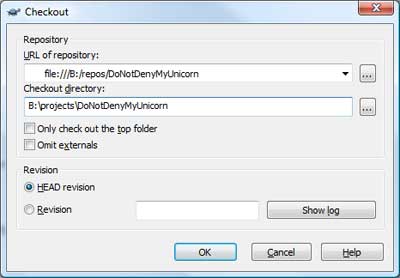 Checkout
Repository
URL of repository:
file:///B:/repos/DoNotDenyMyUnicorn
...
Checkout directory:
B:\projects\DoNotDenyMyUnicorn
...
Only check out the top folder
Omit externals
Revision
HEAD revision
Revision
Show log
OK Cancel Help